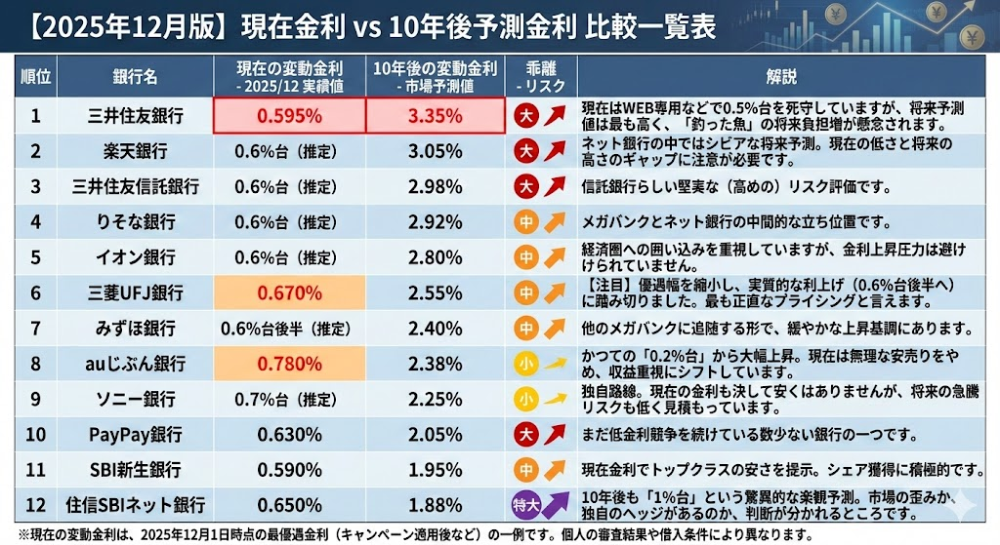 【2025年12月版】現在金利 vs 10年後予測金利 比較一覧表
順位 銀行名 現在の変動金利 - 2025/12 実績値 10年後の変動金利 - 市場予測値 乖離 - リスク 解説
1 三井住友銀行 0.595% 3.35% 大 現在はWEB専用などで0.5%台を死守していますが、将来予測
値は最も高く、「釣った魚」の将来負担増が懸念されます。
2 楽天銀行 0.6%台（推定） 3.05% 大 ネット銀行の中ではシビアな将来予測。現在の低さと将来の
高さのギャップに注意が必要です。
3 三井住友信託銀行 0.6%台（推定） 2.98% 大 信託銀行らしい堅実な（高めの）リスク評価です。
4 りそな銀行 0.6%台（推定） 2.92% 中 メガバンクとネット銀行の中間的な立ち位置です。
5 イオン銀行 0.6%台（推定） 2.80% 中 経済圏への囲い込みを重視していますが、金利上昇圧力は避け
けられていません。
6 三菱UFJ銀行 0.670% 2.55% 中 【注目】優遇幅を縮小し、実質的な利上げ（0.6%台後半へ）
に踏み切りました。最も正直なプライシングと言えます。
7 みずほ銀行 0.6%台後半（推定） 2.40% 中 他のメガバンクに追随する形で、緩やかな上昇基調にあります。
8 auじぶん銀行 0.780% 2.38% 小 かつての「0.2%台」から大幅上昇。現在は無理な安売りをや
め、収益重視にシフトしています。
9 ソニー銀行 0.7%台（推定） 2.25% 小 独自路線。現在の金利も決して安くはありませんが、将来の急騰
リスクも低く見積もっています。
10 PayPay銀行 0.630% 2.05% 大 まだ低金利競争を続けている数少ない銀行の一つです。
11 SBI新生銀行 0.590% 1.95% 中 現在金利でトップクラスの安さを提示。シェア獲得に積極的です。
12 住信SBIネット銀行 0.650% 1.88% 特大 10年後も「1%台」という驚異的な楽観予測。市場の歪みか、
独自のヘッジがあるのか、判断が分かれるところです。
※現在の変動金利は、2025年12月1日時点の最優遇金利（キャンペーン適用後など）の一例です。個人の審査結果や借入条件により異なります。